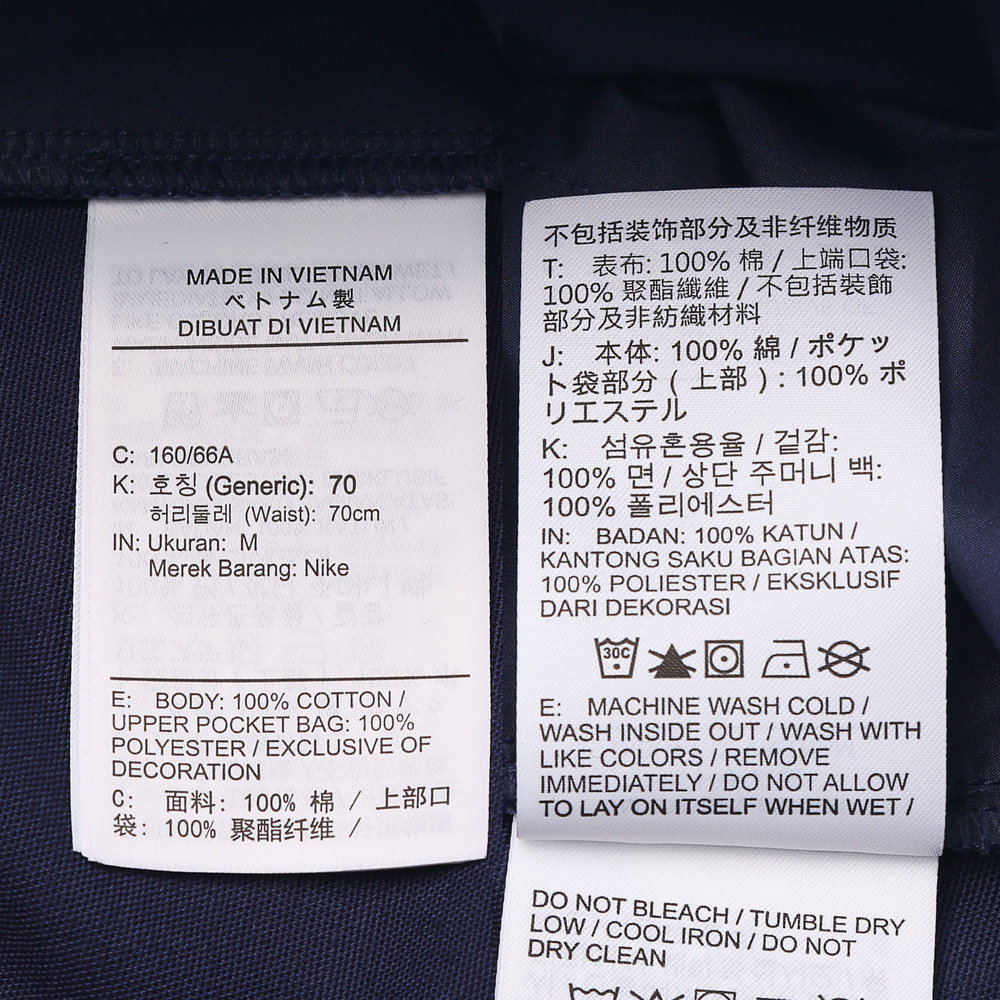 MADE IN VIETNAM
ベトナム製
DIBUAT DI VIETNAM
C: 160/66A
K: 호칭 (Generic): 70
허리둘레 (Waist): 70cm
IN: Ukuran: M
Merek Barang: Nike
E: BODY: 100% COTTON /
UPPER POCKET BAG: 100%
POLYESTER / EXCLUSIVE OF
DECORATION
C: 面料: 100% 棉 / 上部口
袋: 100% 聚酯纤维 /
不包括装饰部分及非纤维物质
T: 表布: 100% 棉 / 上端口袋:
100% 聚酯纖維 / 不包括裝飾
部分及非紡織材料
J: 本体: 100% 綿 / ポケッ
ト袋部分 ( 上部 ) : 100% ポ
リエステル
K: 섬유혼용율 / 겉감:
100% 면 / 상단 주머니 백:
100% 폴리에스터
IN: BADAN: 100% KATUN /
KANTONG SAKU BAGIAN ATAS:
100% POLIESTER / EKSKLUSIF
DARI DEKORASI
30C
E: MACHINE WASH COLD /
WASH INSIDE OUT / WASH WITH
LIKE COLORS / REMOVE
IMMEDIATELY / DO NOT ALLOW
TO LAY ON ITSELF WHEN WET /
DO NOT BLEACH / TUMBLE DRY
LOW / COOL IRON / DO NOT
DRY CLEAN